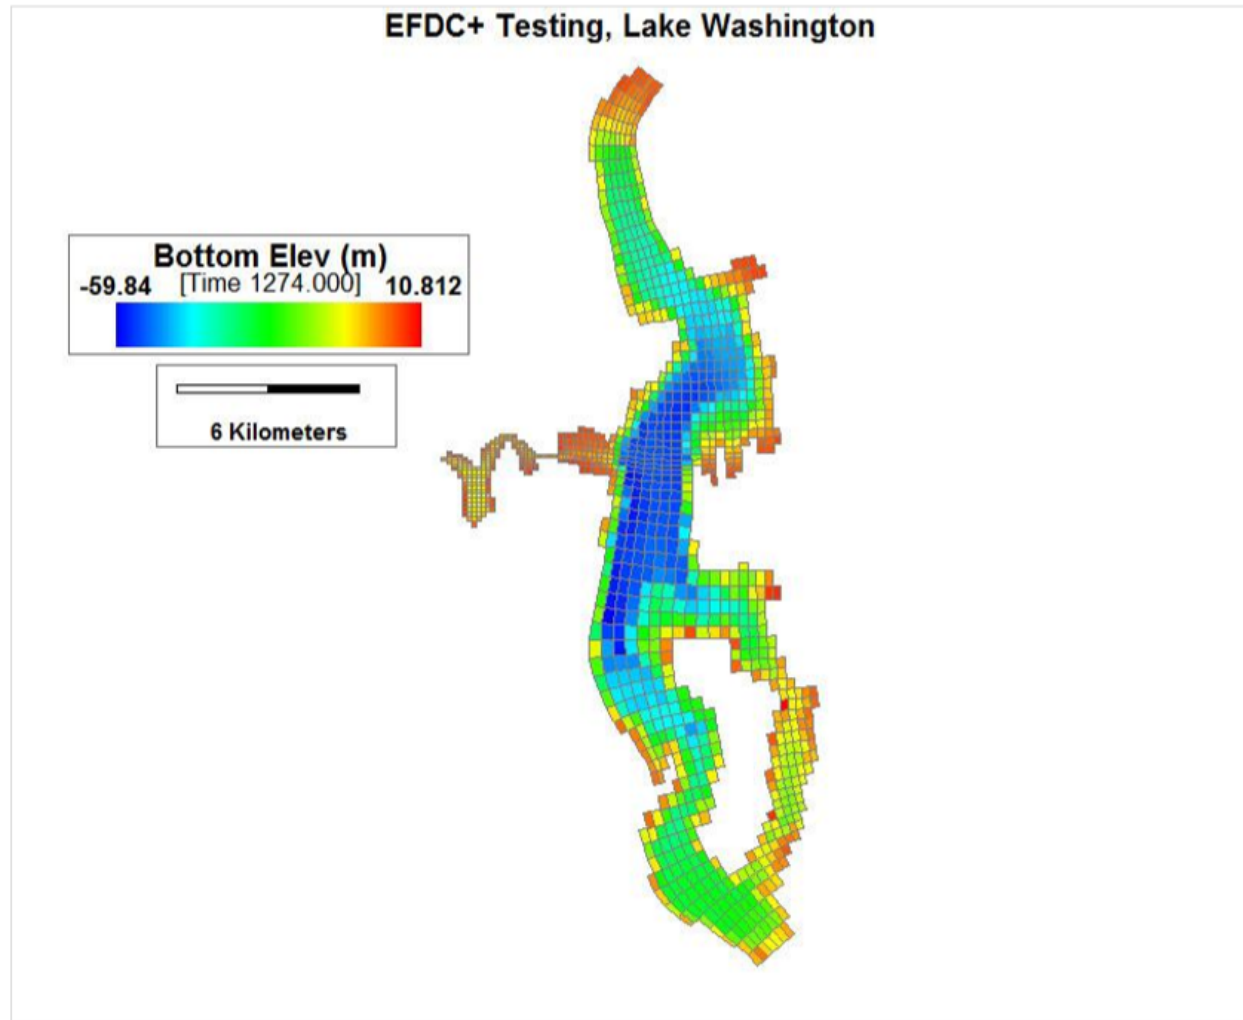 EFDC+ Testing, Lake Washington
Bottom Elev (m)
-59.84 [Time 1274.000] 10.812
6 Kilometers